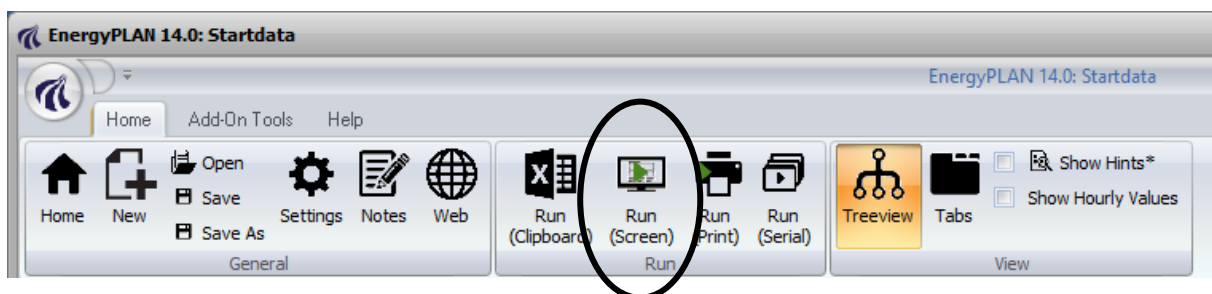 EnergyPLAN 14.0: Startdata
EnergyPLAN 14.0: Startdata
Home Add-On Tools Help
Open
Save
Save As
Home New Settings Notes Web
General
Run (Clipboard)
Run (Screen)
Run (Print)
Run (Serial)
Run
Treeview Tabs
Show Hints*
Show Hourly Values
View